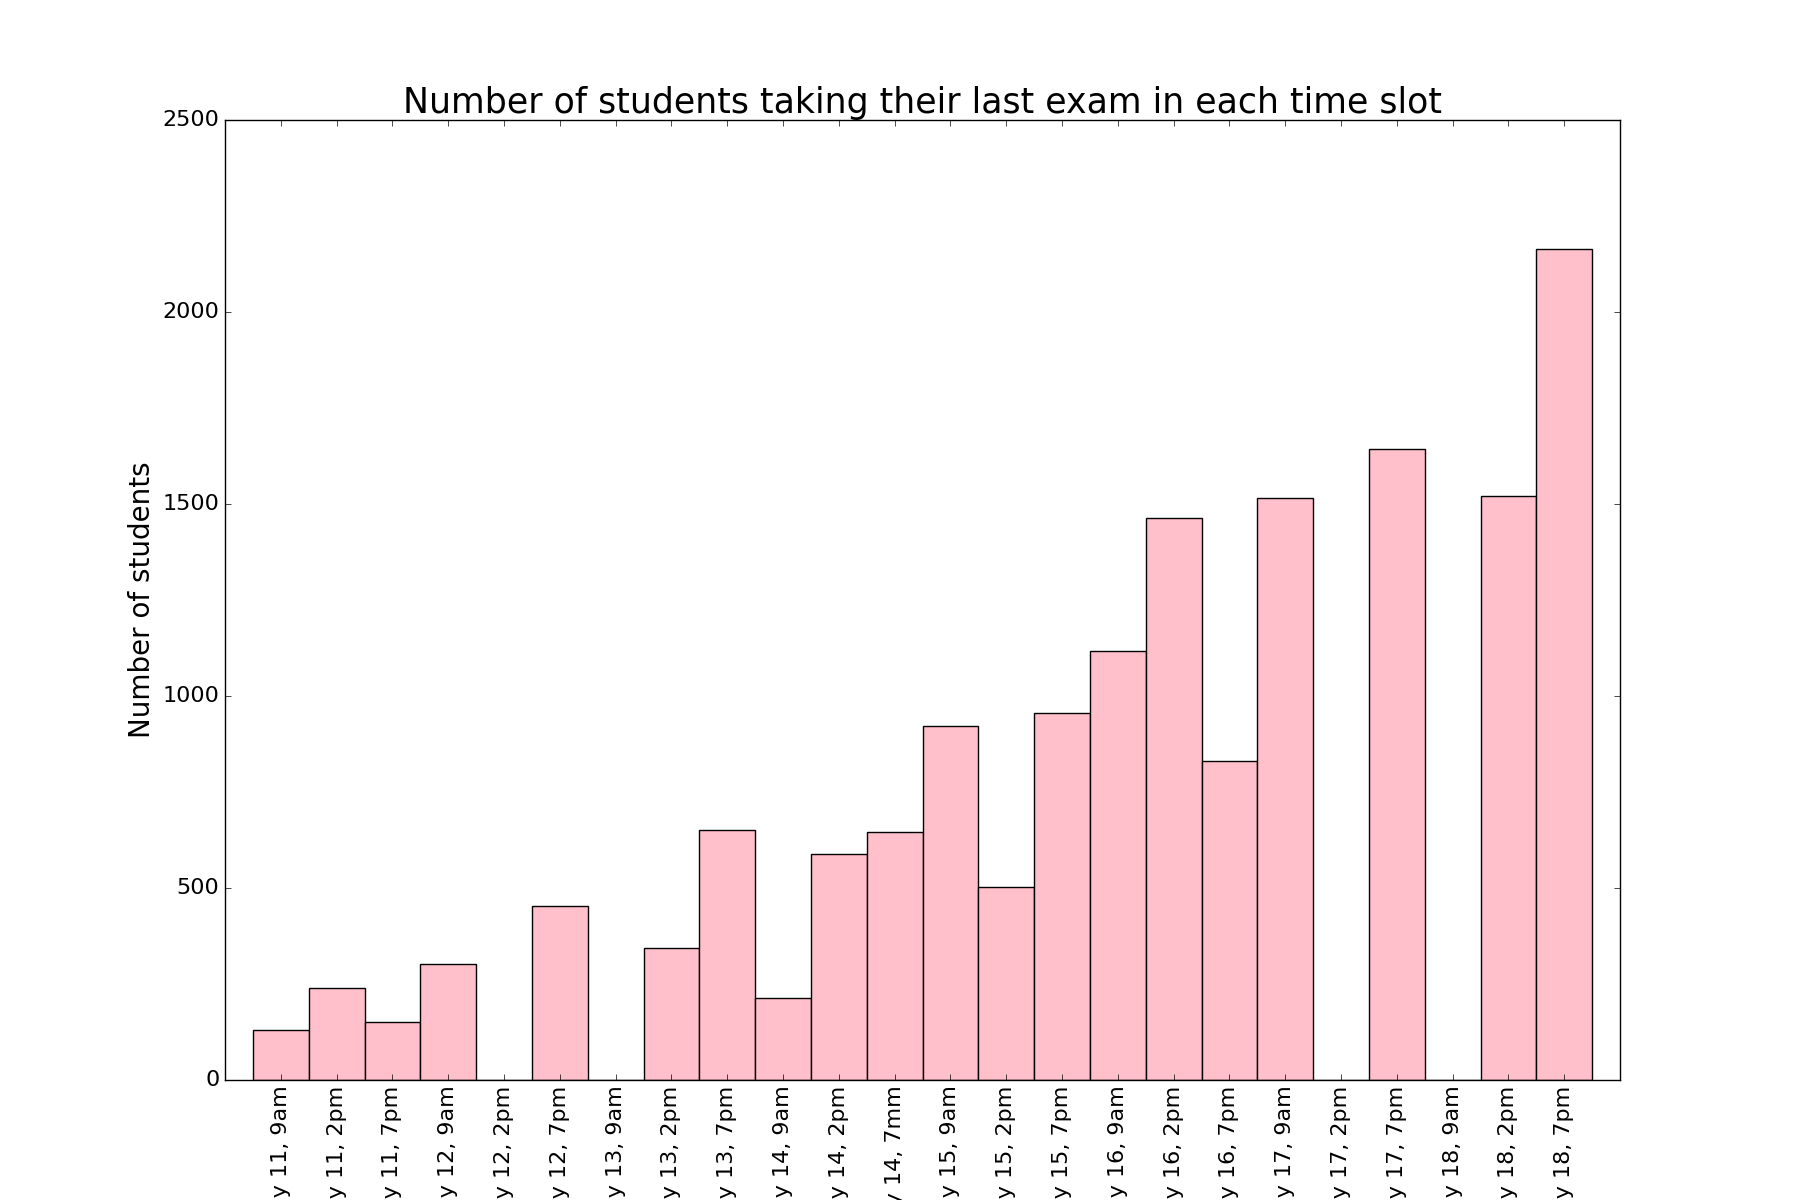 Number of students taking their last exam in each time slot
Number of students
2500
2000
1500
1000
500
0
y 11, 9am
y 11, 2pm
y 11, 7pm
y 12, 9am
y 12, 2pm
y 12, 7pm
y 13, 9am
y 13, 2pm
y 13, 7pm
y 14, 9am
y 14, 2pm
y 14, 7mm
y 15, 9am
y 15, 2pm
y 15, 7pm
y 16, 9am
y 16, 2pm
y 16, 7pm
y 17, 9am
y 17, 2pm
y 17, 7pm
y 18, 9am
y 18, 2pm
y 18, 7pm